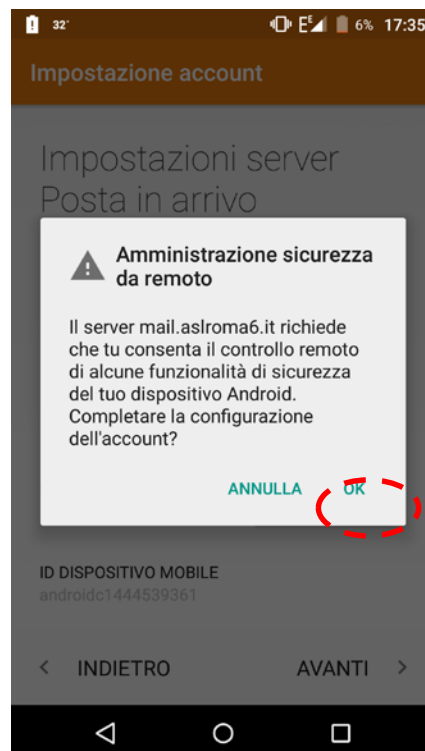 32° 6% 17:35
Impostazione account
Impostazioni server
Posta in arrivo
Amministrazione sicurezza
da remoto
Il server mail.aslroma6.it richiede
che tu consenta il controllo remoto
di alcune funzionalità di sicurezza
del tuo dispositivo Android.
Completare la configurazione
dell'account?
ANNULLA OK
ID DISPOSITIVO MOBILE
androidc1444539361
INDIETRO AVANTI